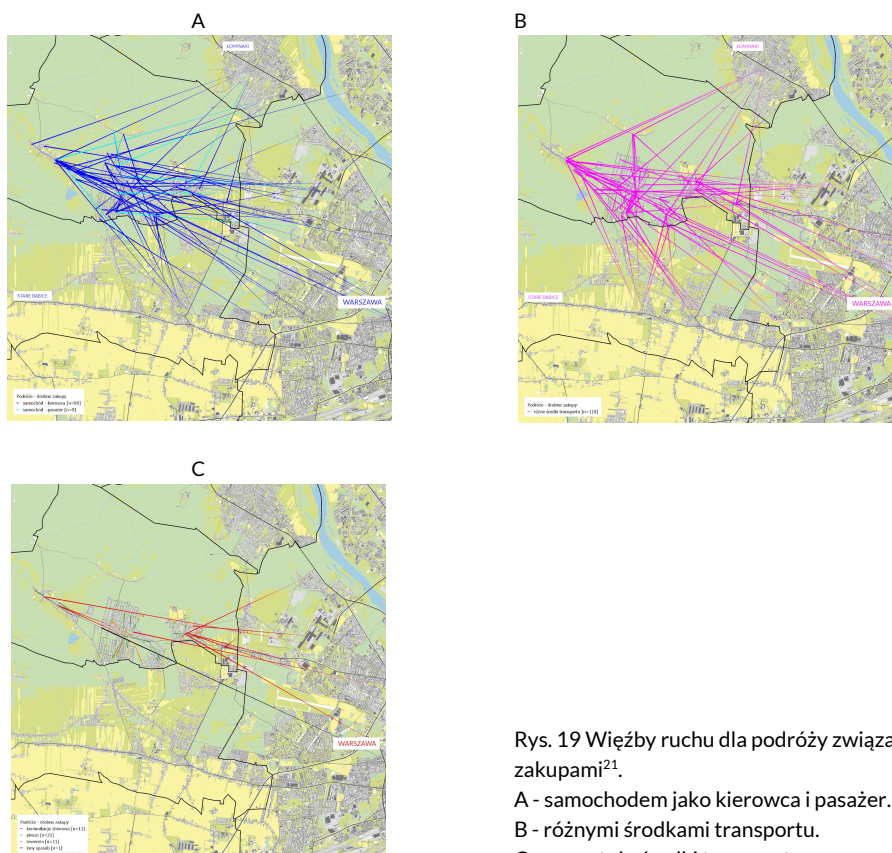 A
B
ŁOMIANKI
ŁOMIANKI
STARE BABICE
WARSZAWA
STARE BABICE
WARSZAWA
Podróże - drobne zakupy
samochód - kierowca [n=60]
samochód - pasażer [n=9]
Podróże - drobne zakupy
różne środki transportu [n=118]
C
WARSZAWA
Podróże - drobne zakupy
komunikacja zbiorowa [n=11]
pieszo [n=25]
rowerem [n=11]
inny sposób [n=1]
Rys. 19 Więźby ruchu dla podróży
zakupami²¹.
A - samochodem jako kierowca i pasażer.
B - różnymi środkami transportu.